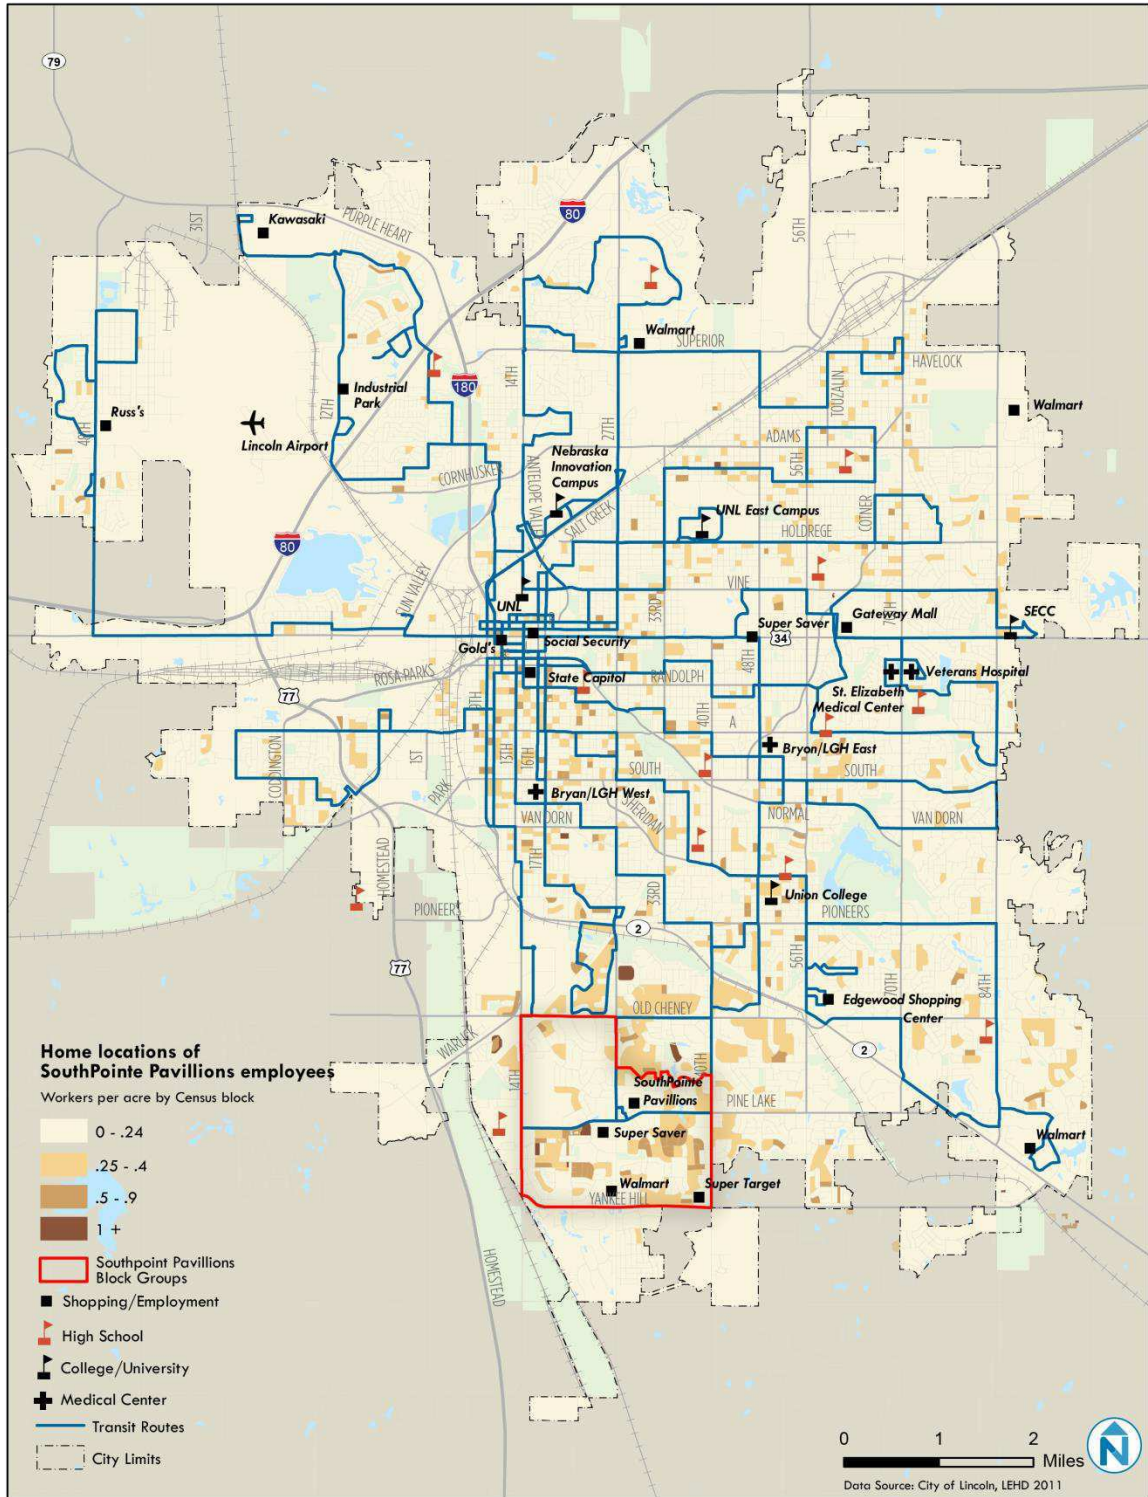 79
31ST
Kawasaki
PURPLE HEART
80
56TH
Walmart
SUPERIOR
HAVELOCK
14TH
180
Industrial
Park
12TH
TOUZALIN
Walmart
Russ's
48TH
Lincoln Airport
27TH
ADAMS
56TH
CORNHUSKER
Nebraska
Innovation
Campus
ANTELOPE VALLEY
SALT CREEK
UNL East Campus
HOLDREGE
COTNER
80
SUN VALLEY
VINE
UNL
33RD
70TH
Gateway Mall
SECC
Super Saver
34
Gold's
Social Security
48TH
ROSA PARKS
State Capitol
RANDOLPH
Veterans Hospital
St. Elizabeth
Medical Center
77
9TH
40TH
A
Bryon/LGH East
CODDINGTON
1ST
13TH
16TH
SOUTH
SOUTH
PARK
Bryan/LGH West
SHERIDAN
VAN DORN
NORMAL
VAN DORN
17TH
HOMESTEAD
33RD
Union College
PIONEERS
PIONEERS
2
77
56TH
70TH
84TH
Edgewood Shopping
Center
OLD CHENEY
WARLICK
2
14TH
40TH
SouthPointe
Pavillions
PINE LAKE
Super Saver
Walmart
Walmart
Super Target
YANKEE HILL
HOMESTEAD
Home locations of
SouthPointe Pavillions employees
Workers per acre by Census block
0 - .24
.25 - .4
.5 - .9
1 +
Southpoint Pavillions
Block Groups
Shopping/Employment
High School
College/University
Medical Center
Transit Routes
City Limits
0 1 2
Miles
N
Data Source: City of Lincoln, LEHD 2011